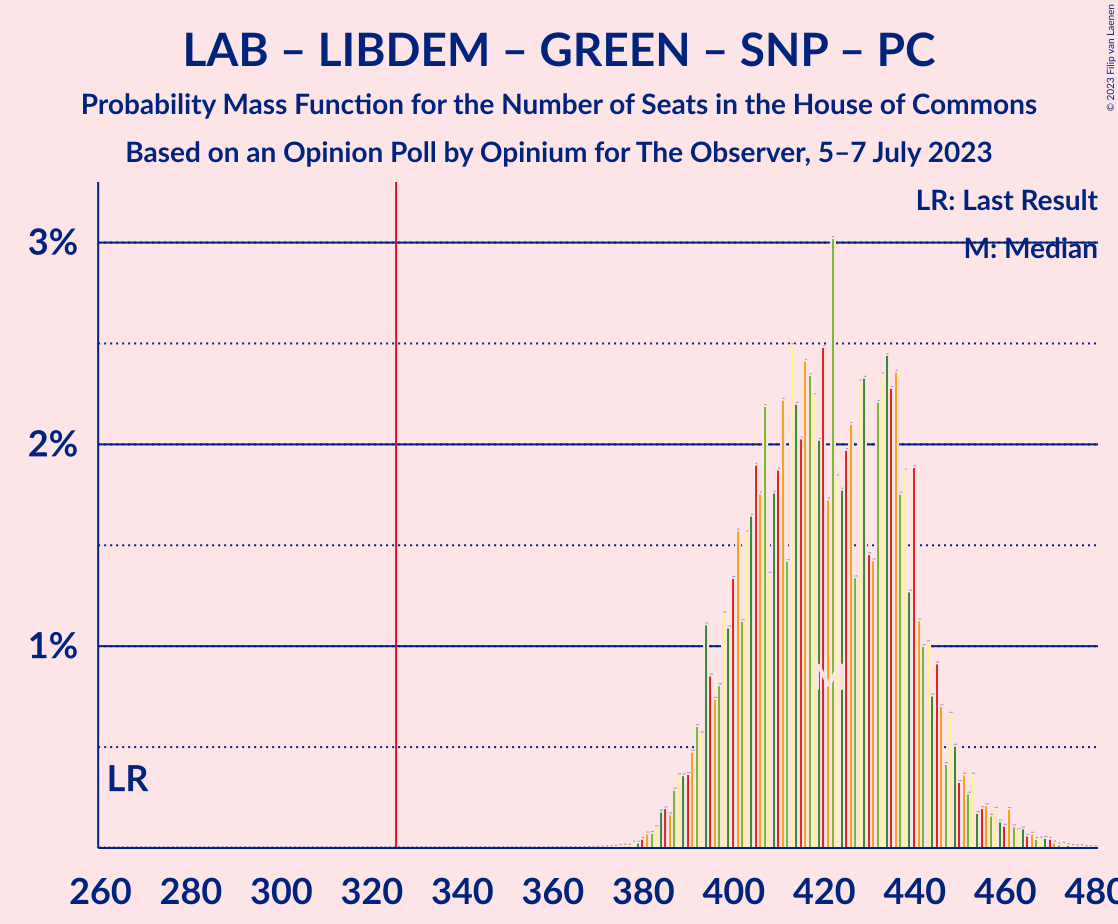 LAB – LIBDEM – GREEN – SNP – PC
Probability Mass Function for the Number of Seats in the House of Commons
Based on an Opinion Poll by Opinium for The Observer, 5–7 July 2023
© 2023 Filip van Laenen
LR: Last Result
M: Median
3%
2%
1%
LR
M
260 280 300 320 340 360 380 400 420 440 460 480